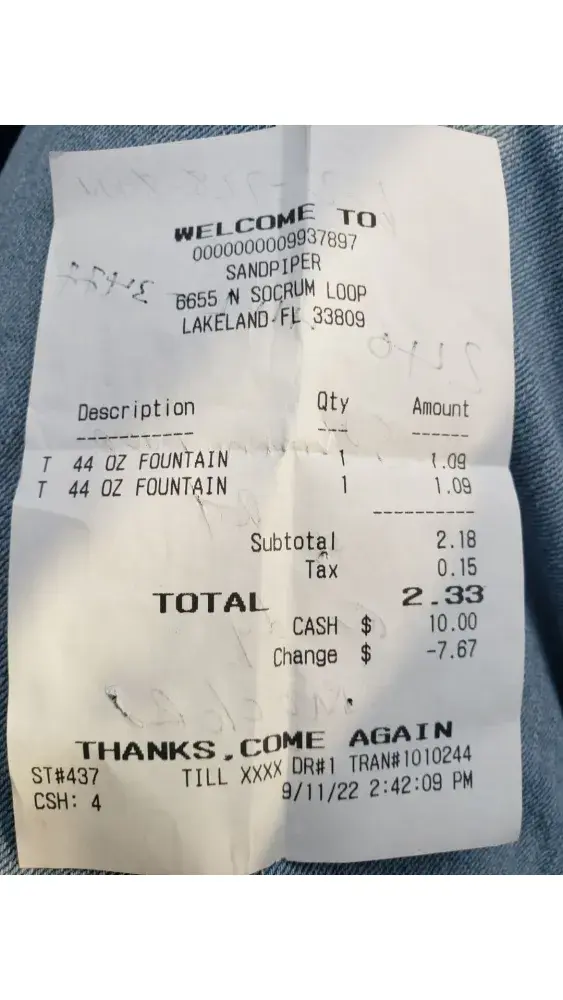 WELCOME TO
0000000009937897
SANDPIPER
6655 N SOCRUM LOOP
LAKELAND FL 33809
Description Qty Amount
------------ --- ------
T 44 OZ FOUNTAIN 1 1.09
T 44 OZ FOUNTAIN 1 1.09
----------
Subtotal 2.18
Tax 0.15
TOTAL 2.33
CASH $ 10.00
Change $ -7.67
THANKS,COME AGAIN
ST#437 TILL XXXX DR#1 TRAN#1010244
CSH: 4 9/11/22 2:42:09 PM